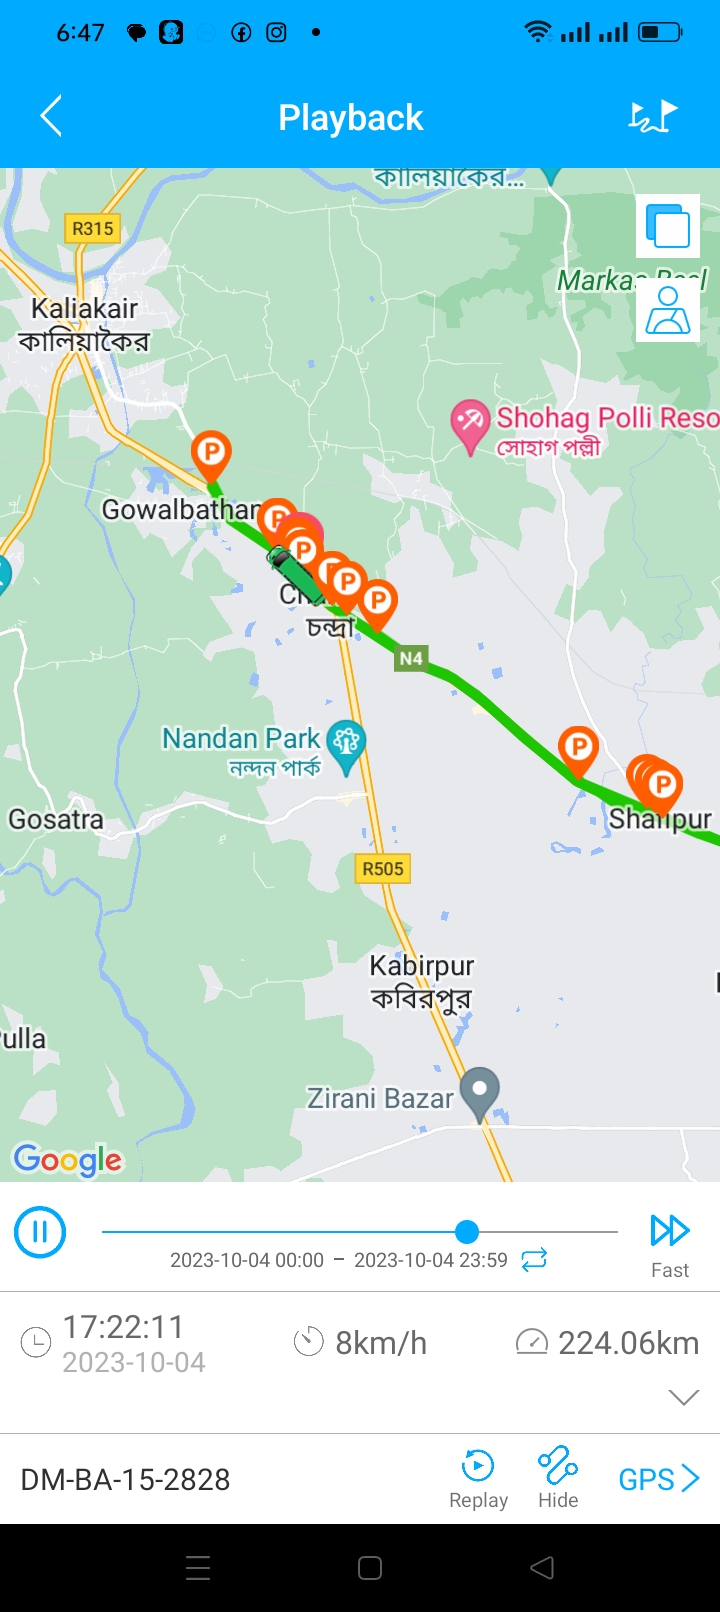 6:47
Playback
কালিয়াকৈর...
R315
Kaliakair
কালিয়াকৈর
Shohag Polli Reso
সোহাগ পল্লী
P
Gowalbathan
P
P
P
P
চন্দ্রা
N4
Nandan Park
নন্দন পার্ক
P
P
Gosatra
Shafipur
R505
Kabirpur
কবিরপুর
ulla
Zirani Bazar
Google
2023-10-04 00:00 – 2023-10-04 23:59
Fast
17:22:11
2023-10-04
8km/h
224.06km
DM-BA-15-2828
Replay
Hide
GPS